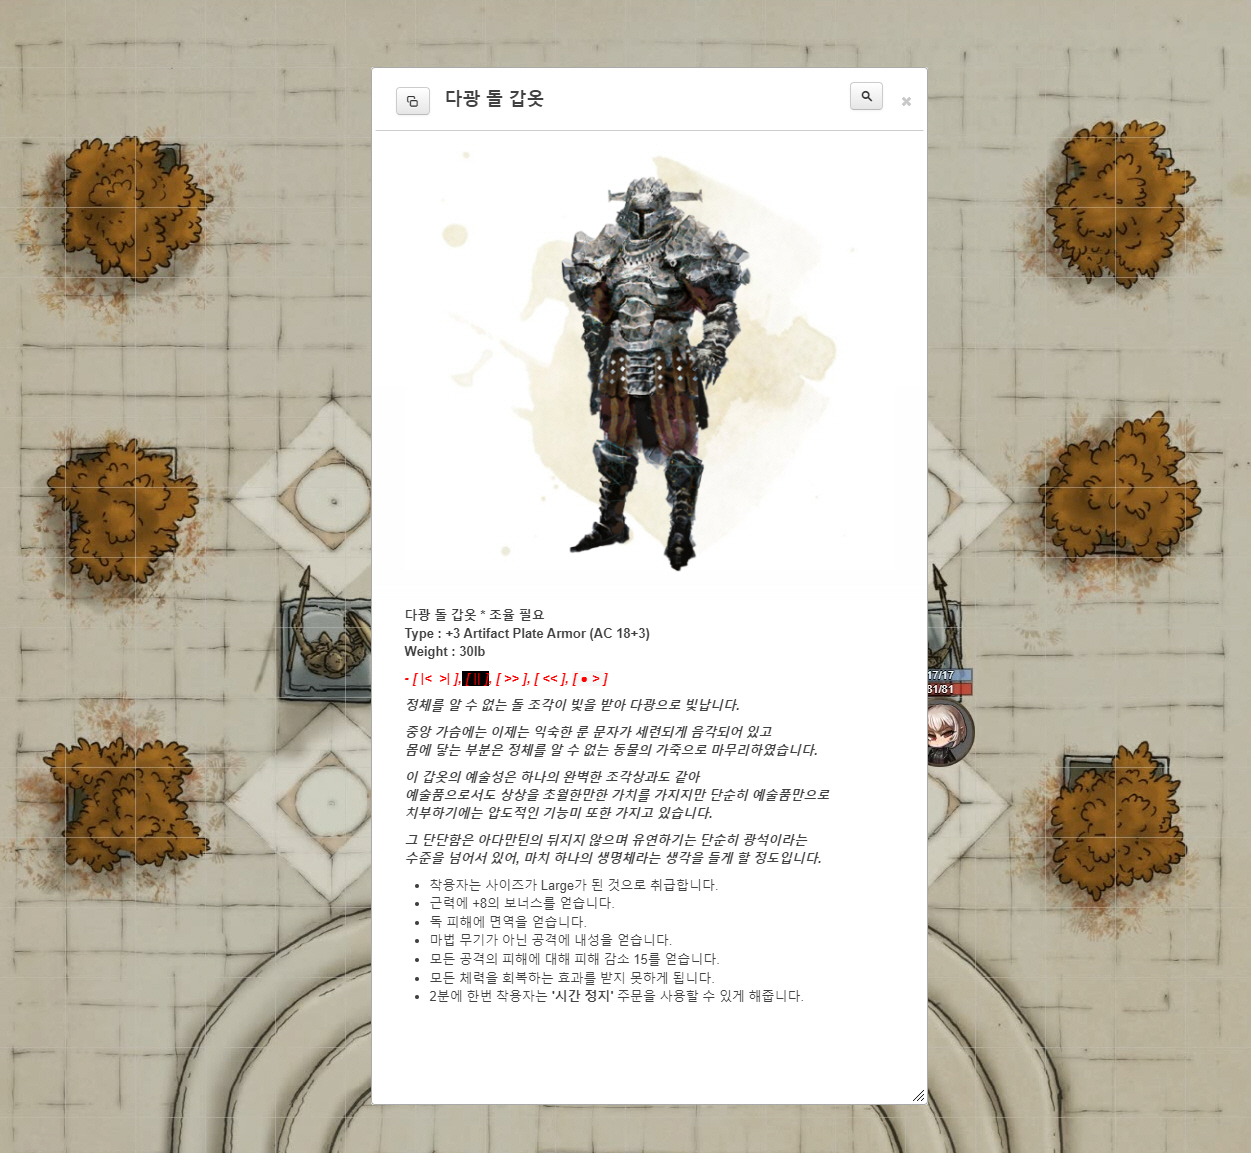 다광 돌 갑옷
다광 돌 갑옷 * 조율 필요
Type : +3 Artifact Plate Armor (AC 18+3)
Weight : 30lb
- [ |< >| ], [ || ], [ >> ], [ << ], [ ● > ]
정체를 알 수 없는 돌 조각이 빛을 받아 다광으로 빛납니다.
중앙 가슴에는 이제는 익숙한 룬 문자가 세련되게 음각되어 있고
몸에 닿는 부분은 정체를 알 수 없는 동물의 가죽으로 마무리하였습니다.
이 갑옷의 예술성은 하나의 완벽한 조각상과도 같아
예술품으로서도 상상을 초월한만한 가치를 가지지만 단순히 예술품만으로
치부하기에는 압도적인 기능미 또한 가지고 있습니다.
그 단단함은 아다만틴의 뒤지지 않으며 유연하기는 단순히 광석이라는
수준을 넘어서 있어, 마치 하나의 생명체라는 생각을 들게 할 정도입니다.
• 착용자는 사이즈가 Large가 된 것으로 취급합니다.
• 근력에 +8의 보너스를 얻습니다.
• 독 피해에 면역을 얻습니다.
• 마법 무기가 아닌 공격에 내성을 얻습니다.
• 모든 공격의 피해에 대해 피해 감소 15를 얻습니다.
• 모든 체력을 회복하는 효과를 받지 못하게 됩니다.
• 2분에 한번 착용자는 '시간 정지' 주문을 사용할 수 있게 해줍니다.
17/17
81/81